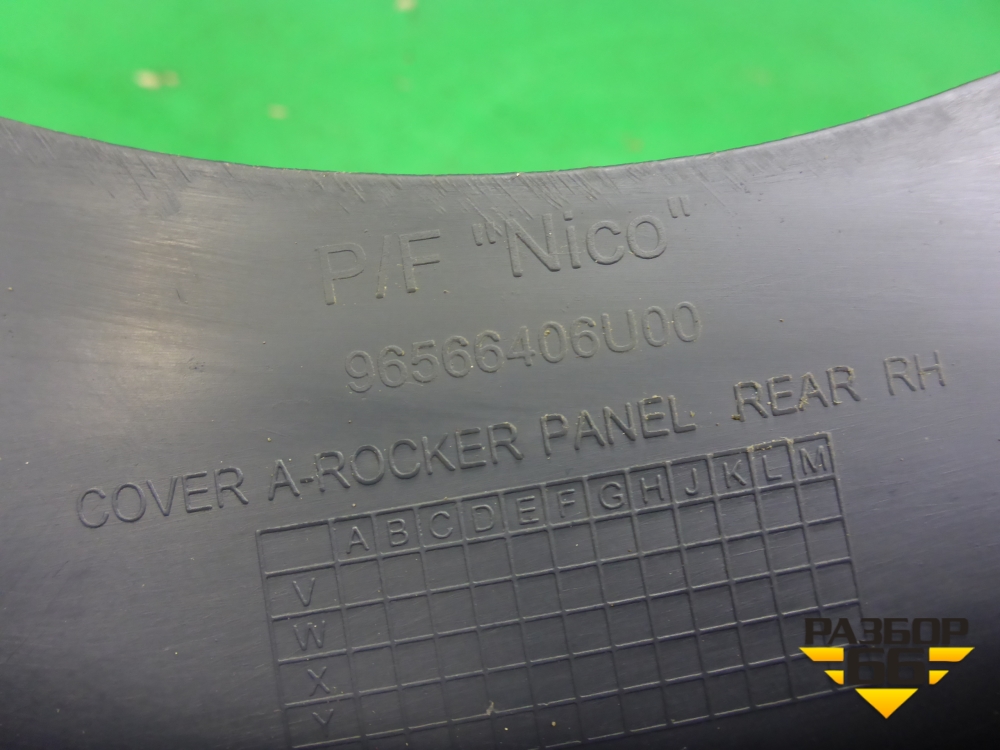 P/F "Nico"
96566406U00
COVER A-ROCKER PANEL REAR RH
A B C D E F G H J K L M
V
W
X
Y
РАЗБОР
66